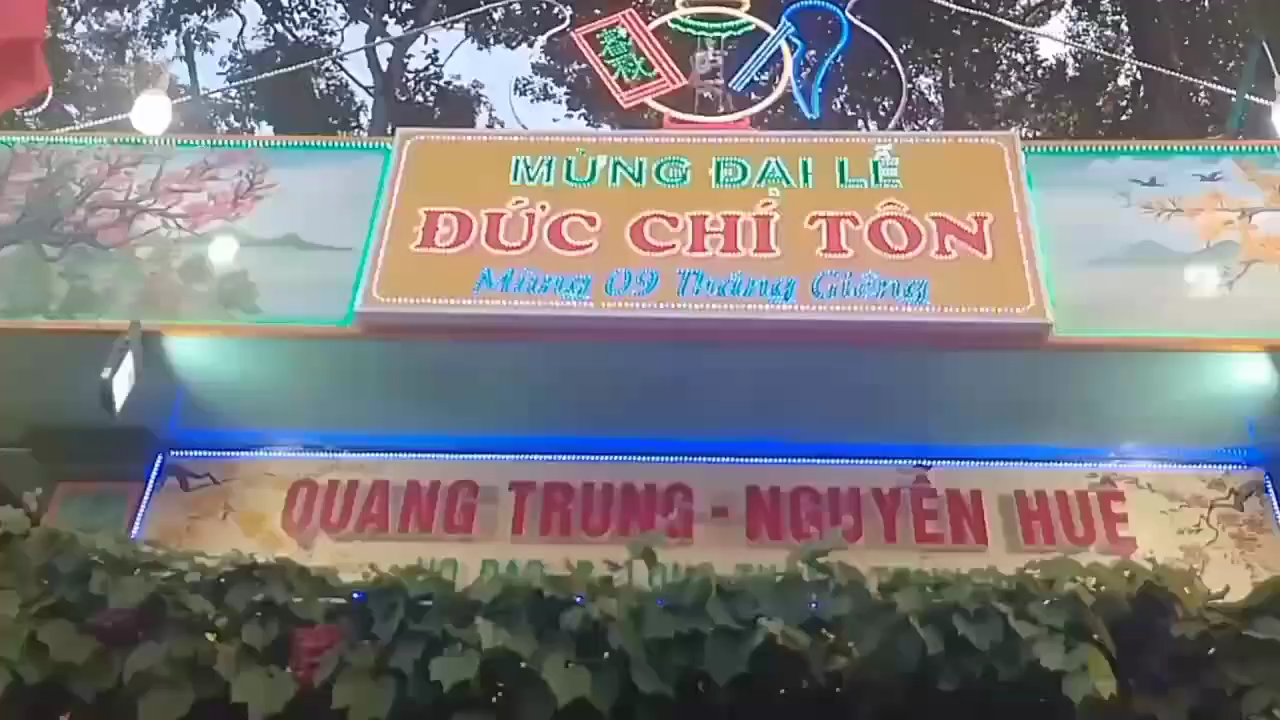 MỪNG ĐẠI LỄ
ĐỨC CHÍ TÔN
Mùng 09 Tháng Giêng
QUANG TRUNG - NGUYỄN HUỆ